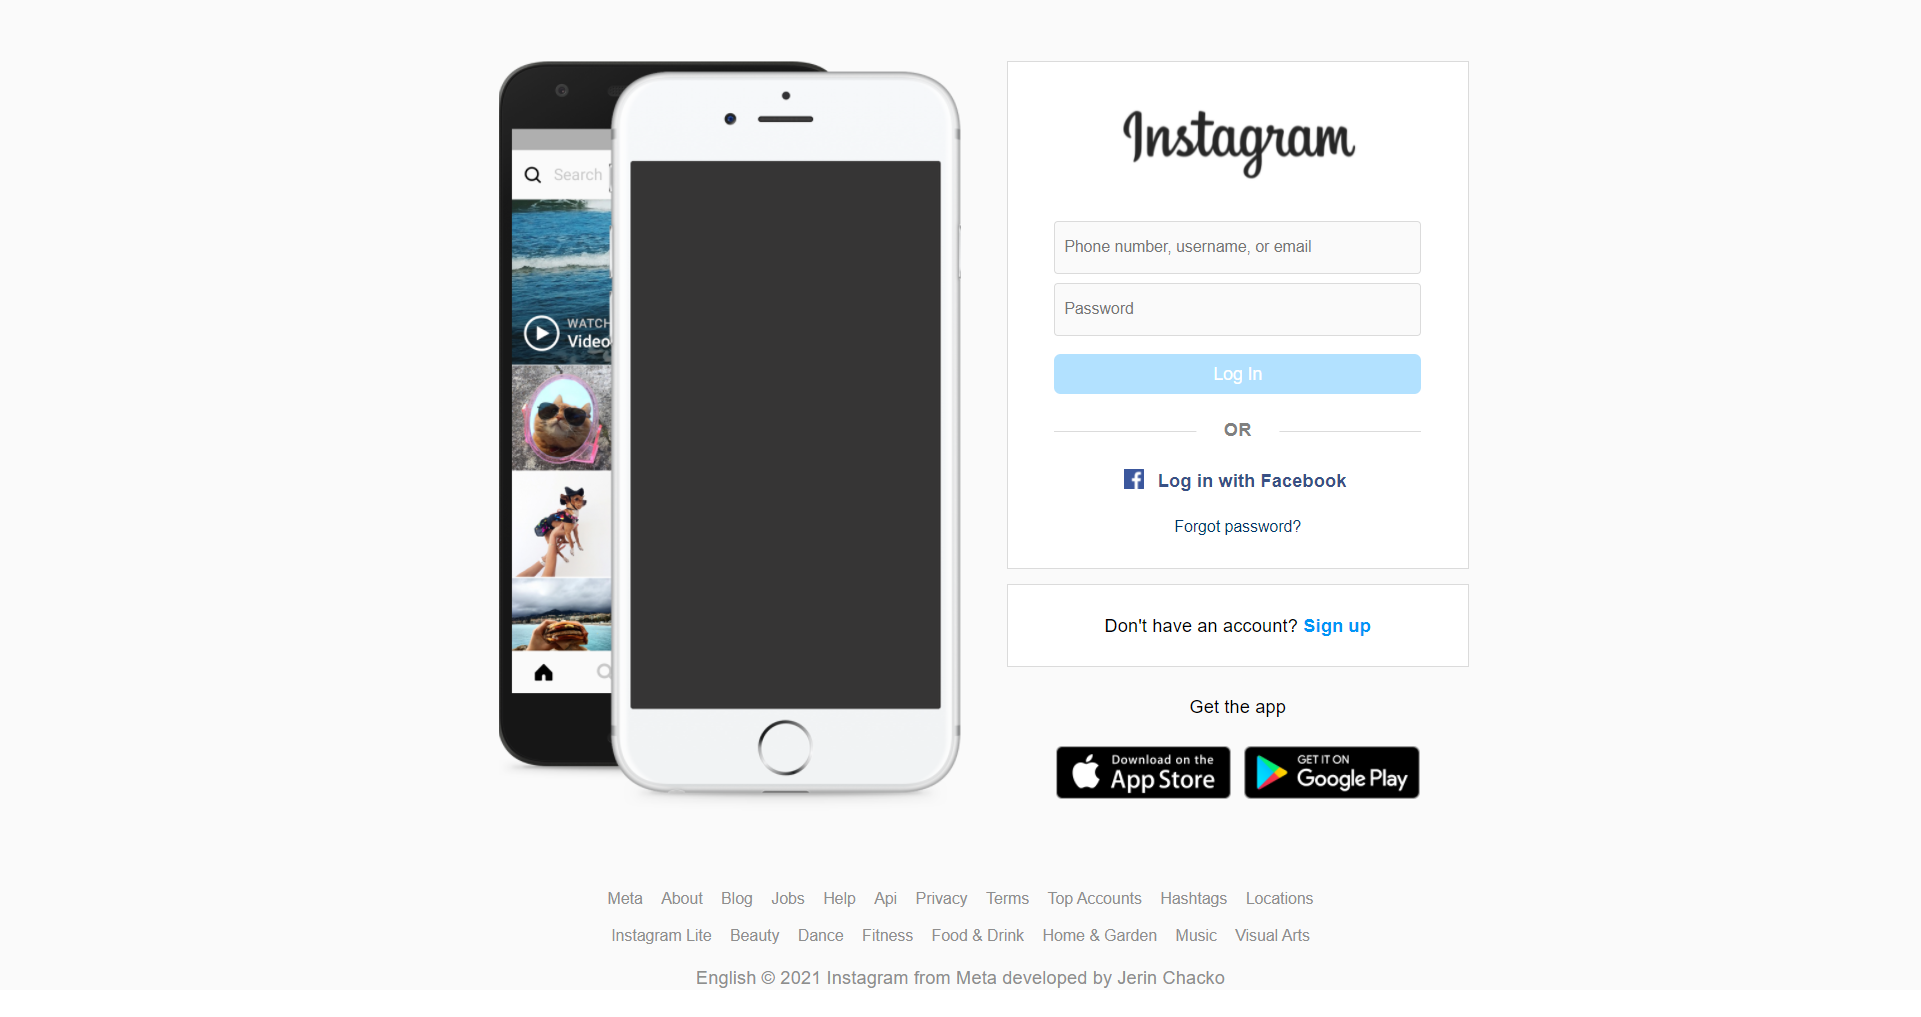 Search
WATCH
Video
Instagram
Phone number, username, or email
Password
Log In
OR
Log in with Facebook
Forgot password?
Don't have an account? Sign up
Get the app
Download on the
App Store
GET IT ON
Google Play
Meta About Blog Jobs Help Api Privacy Terms Top Accounts Hashtags Locations
Instagram Lite Beauty Dance Fitness Food & Drink Home & Garden Music Visual Arts
English © 2021 Instagram from Meta developed by Jerin Chacko